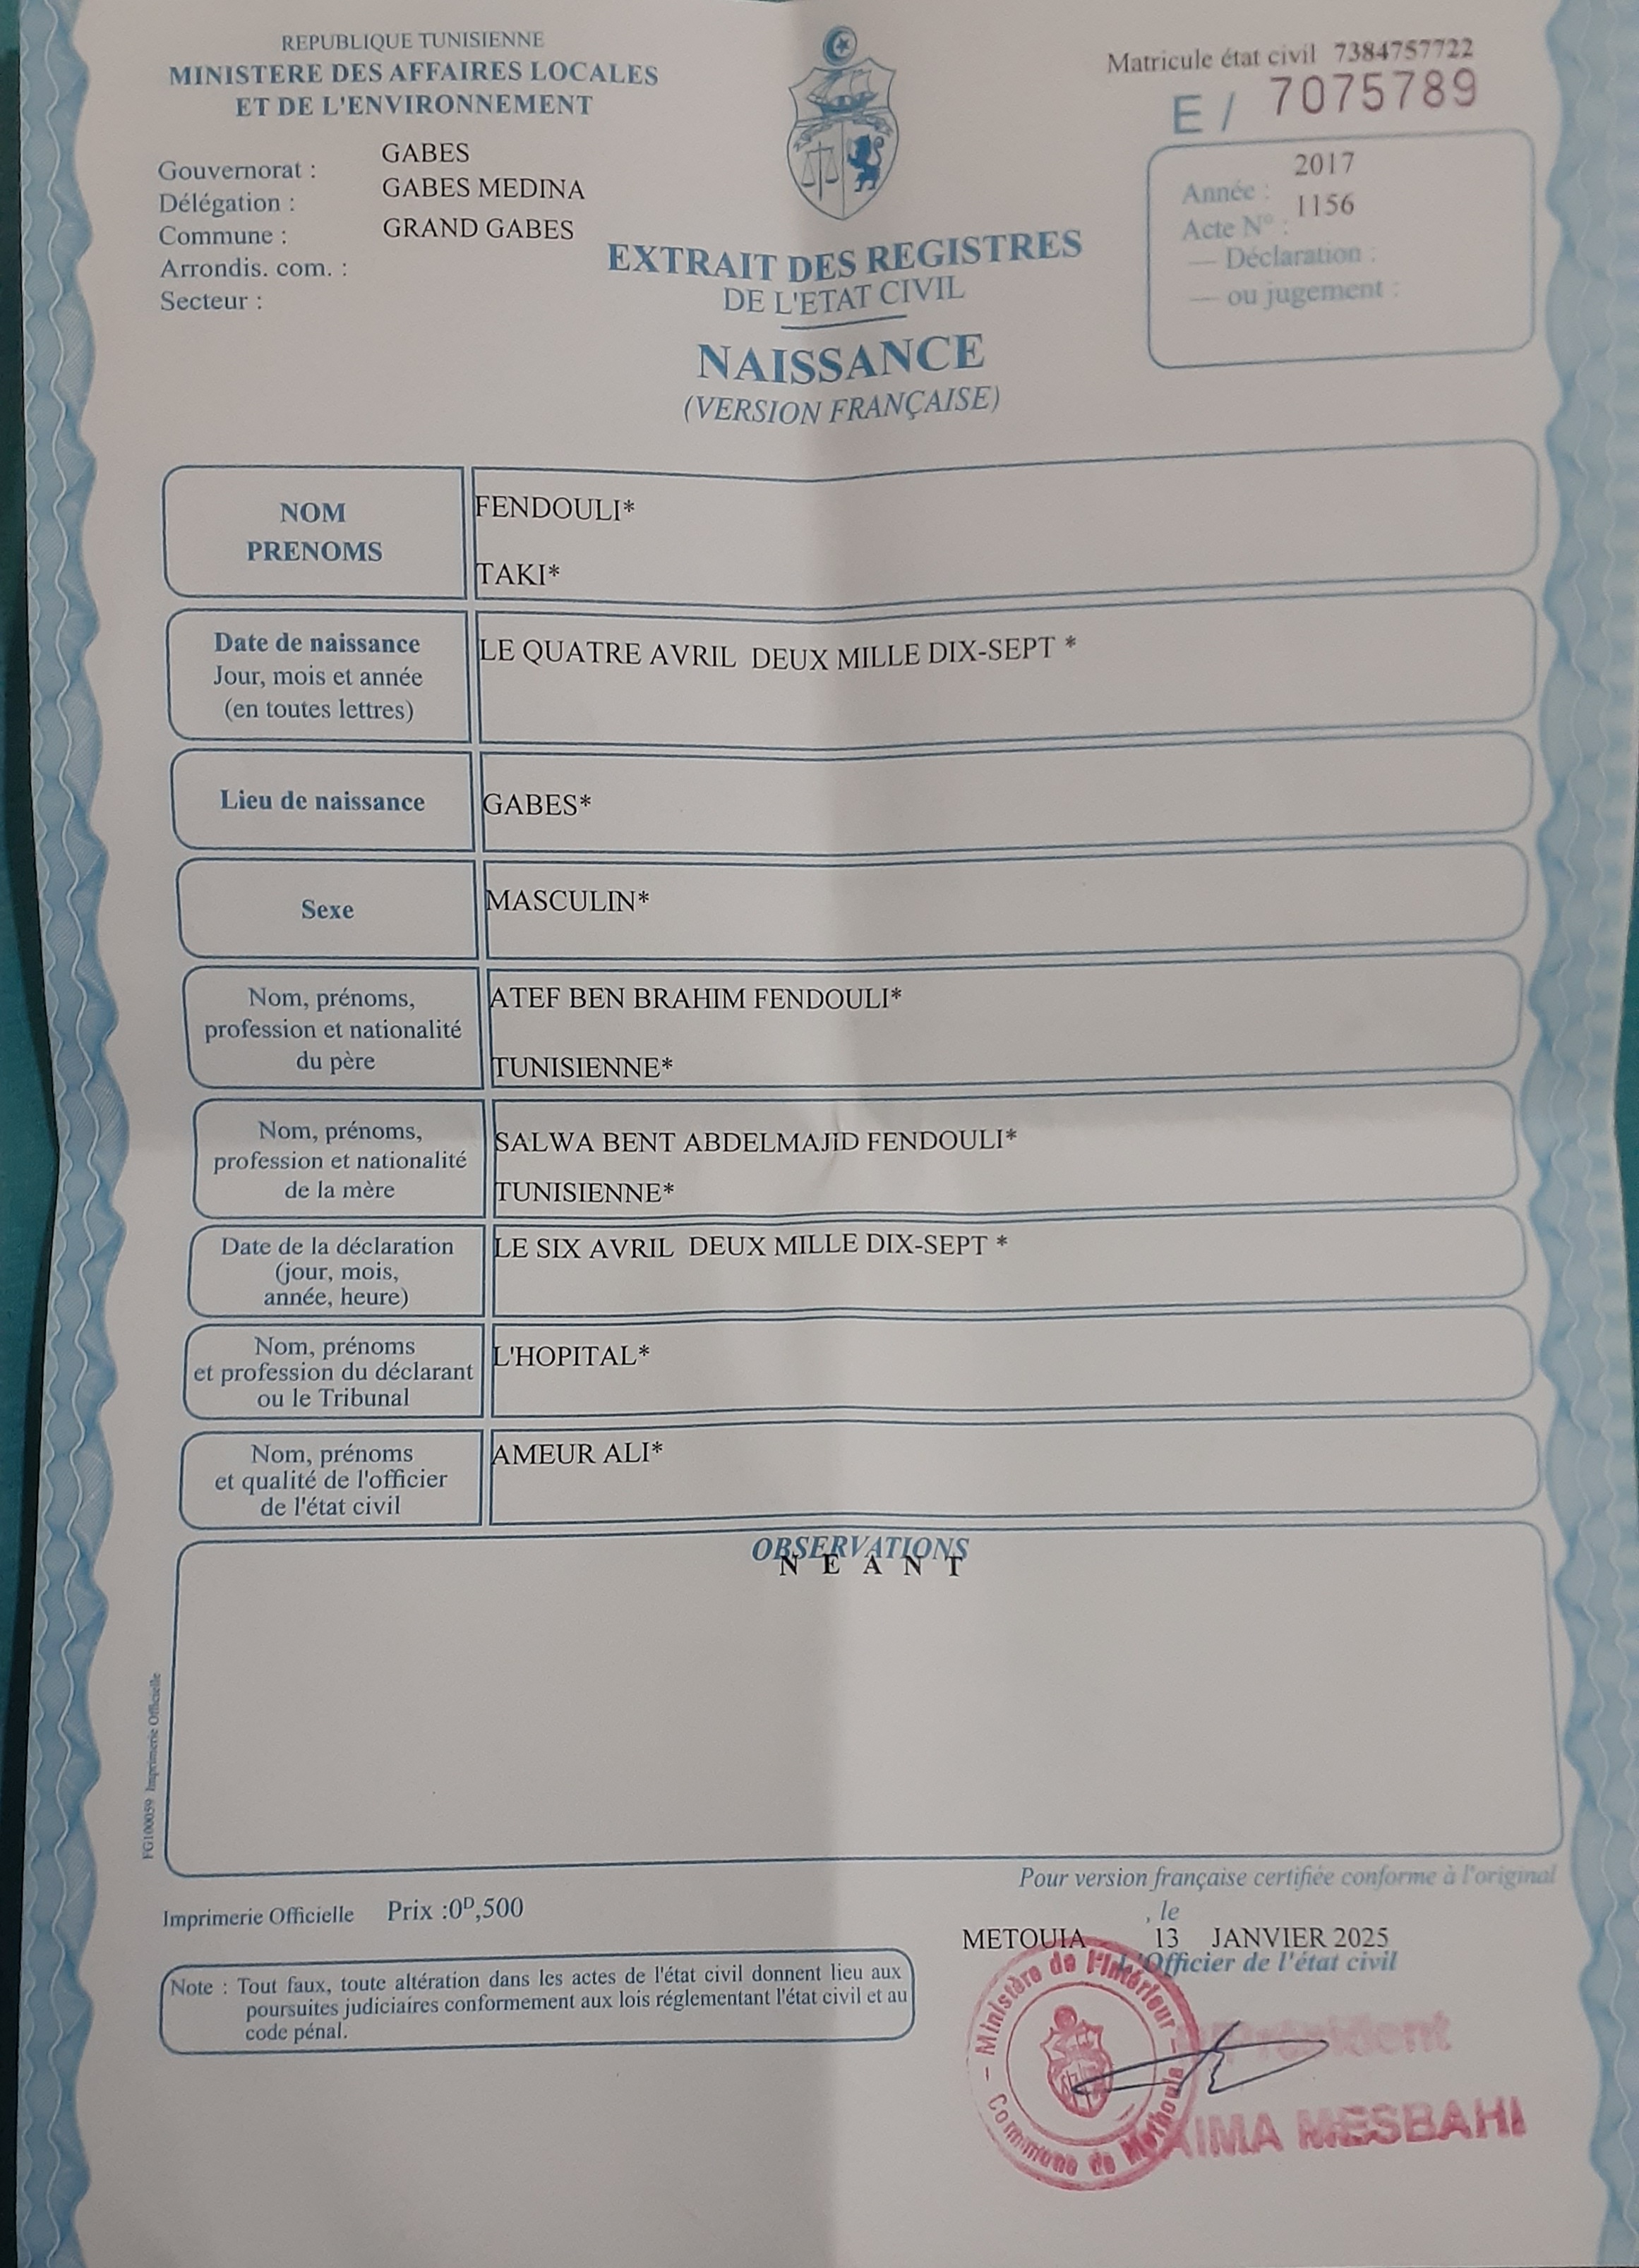 REPUBLIQUE TUNISIENNE
MINISTERE DES AFFAIRES LOCALES
ET DE L'ENVIRONNEMENT
Gouvernorat : GABES
Délégation : GABES MEDINA
Commune : GRAND GABES
Arrondis. com. :
Secteur :
Matricule état civil 7384757722
E / 7075789
Année : 2017
Acte N° : 1156
— Déclaration :
— ou jugement :
EXTRAIT DES REGISTRES
DE L'ETAT CIVIL
NAISSANCE
(VERSION FRANÇAISE)
NOM
PRENOMS
FENDOULI*
TAKI*
Date de naissance
Jour, mois et année
(en toutes lettres)
LE QUATRE AVRIL DEUX MILLE DIX-SEPT *
Lieu de naissance
GABES*
Sexe
MASCULIN*
Nom, prénoms,
profession et nationalité
du père
ATEF BEN BRAHIM FENDOULI*
TUNISIENNE*
Nom, prénoms,
profession et nationalité
de la mère
SALWA BENT ABDELMAJiD FENDOULI*
TUNISIENNE*
Date de la déclaration
(jour, mois,
année, heure)
LE SIX AVRIL DEUX MILLE DIX-SEPT *
Nom, prénoms
et profession du déclarant
ou le Tribunal
L'HOPITAL*
Nom, prénoms
et qualité de l'officier
de l'état civil
AMEUR ALI*
OBSERVATIONS
N E A N T
FG100059 Imprimerie Officielle
Pour version française certifiée conforme à l'original
Imprimerie Officielle Prix :0D,500
, le
METOUIA 13 JANVIER 2025
L'Officier de l'état civil
Note : Tout faux, toute altération dans les actes de l'état civil donnent lieu aux
poursuites judiciaires conformement aux lois réglementant l'état civil et au
code pénal.
– Ministère de l'Intérieur –
Commune de Methouia
Président
MESBAHI